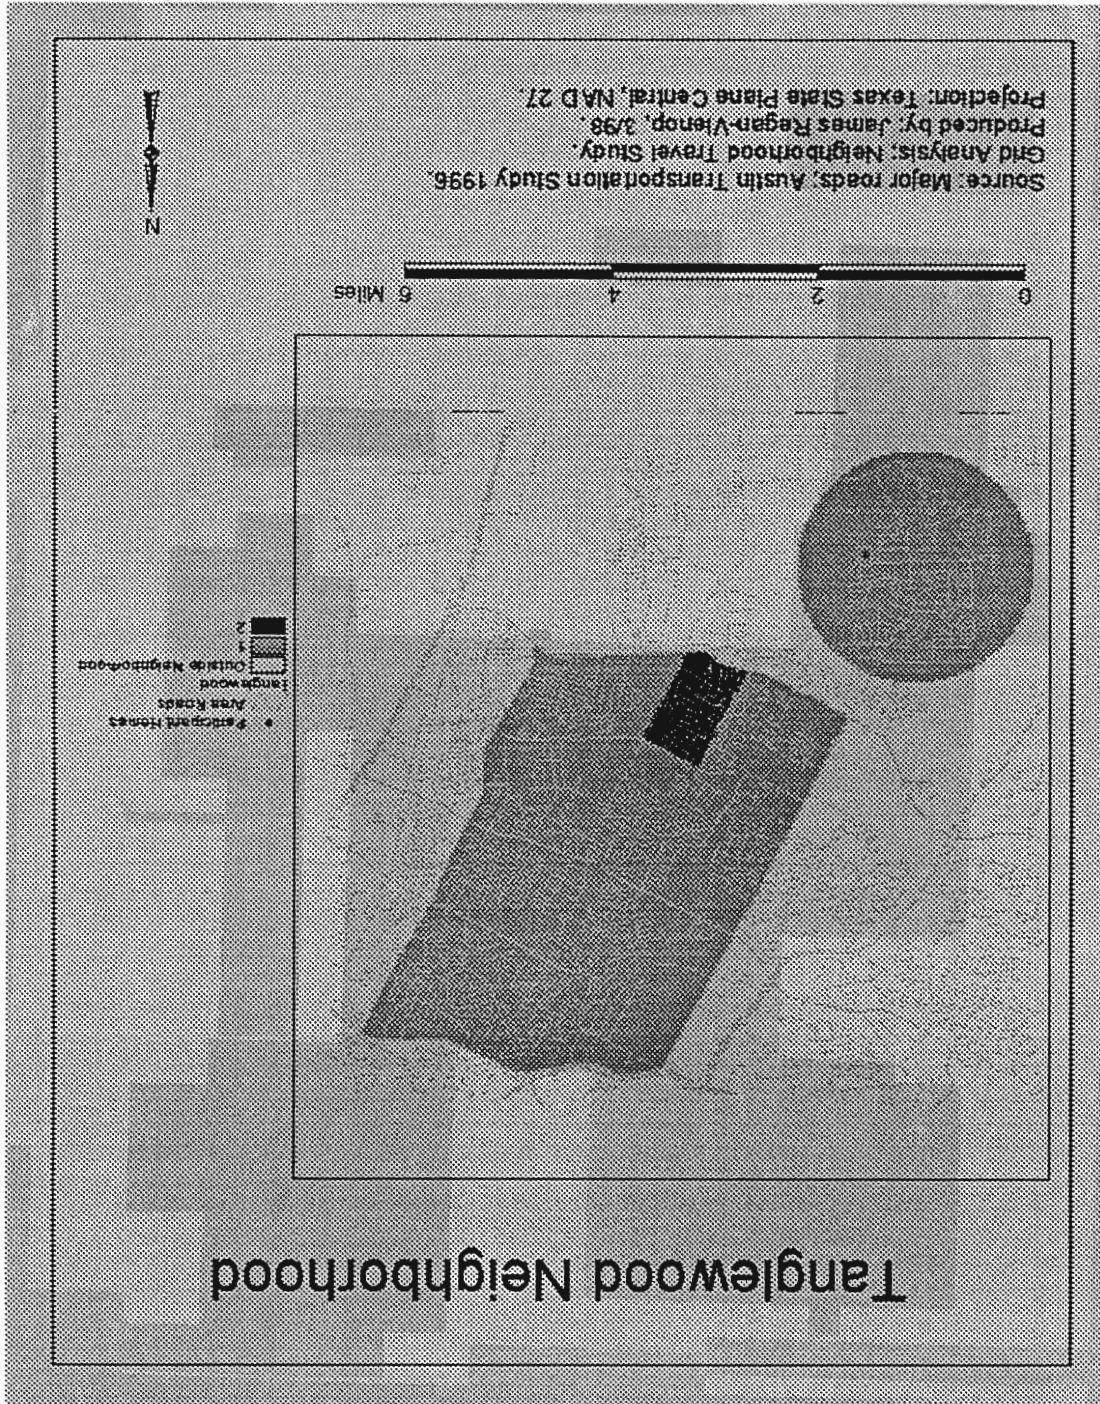 Tanglewood Neighborhood
Participant Homes
Area Roads
Tanglewood
Outside Neighborhood
1
2
0 2 4 6 Miles
Source: Major roads; Austin Transportation Study 1996.
Grid Analysis; Neighborhood Travel Study.
Produced by: James Regan-Vienop, 3/98.
Projection: Texas State Plane Central, NAD 27.
N